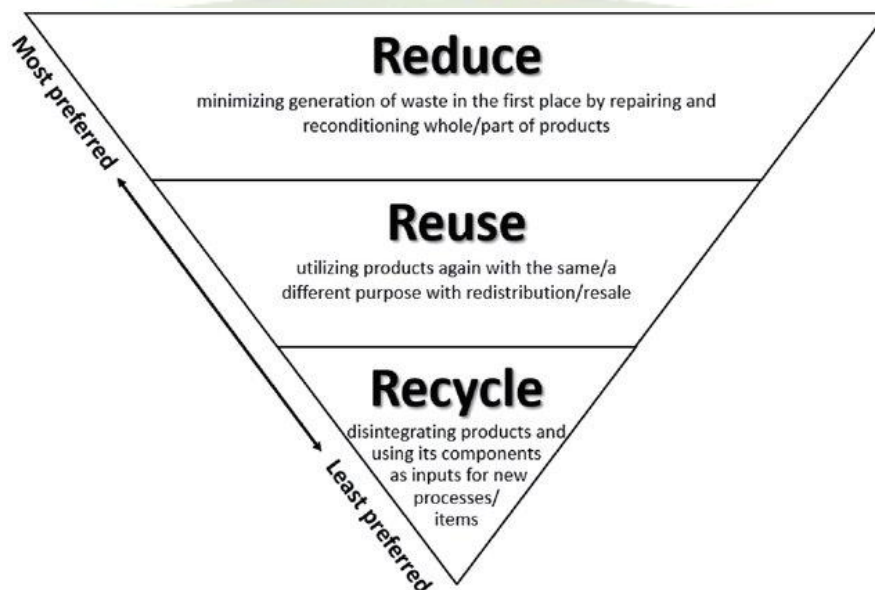 Most preferred
Reduce
minimizing generation of waste in the first place by repairing and
reconditioning whole/part of products
Reuse
utilizing products again with the same/a
different purpose with redistribution/resale
Recycle
disintegrating products and
using its components
as inputs for new
processes/
items
Least preferred